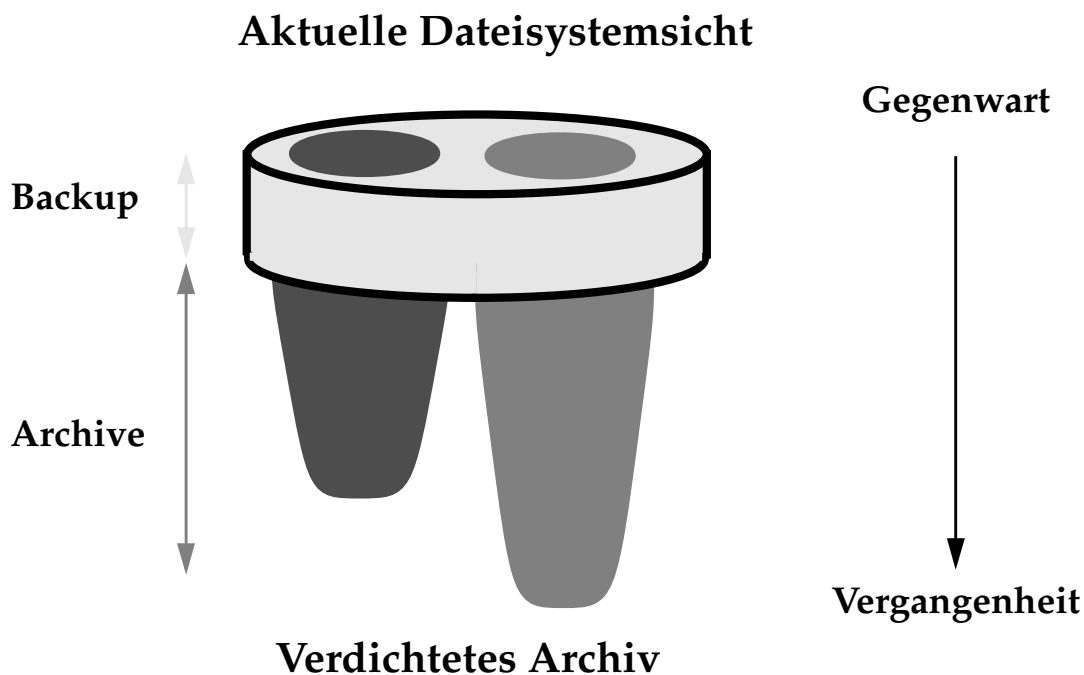 Aktuelle Dateisystemsicht
Gegenwart
Backup
Archive
Vergangenheit
Verdichtetes Archiv